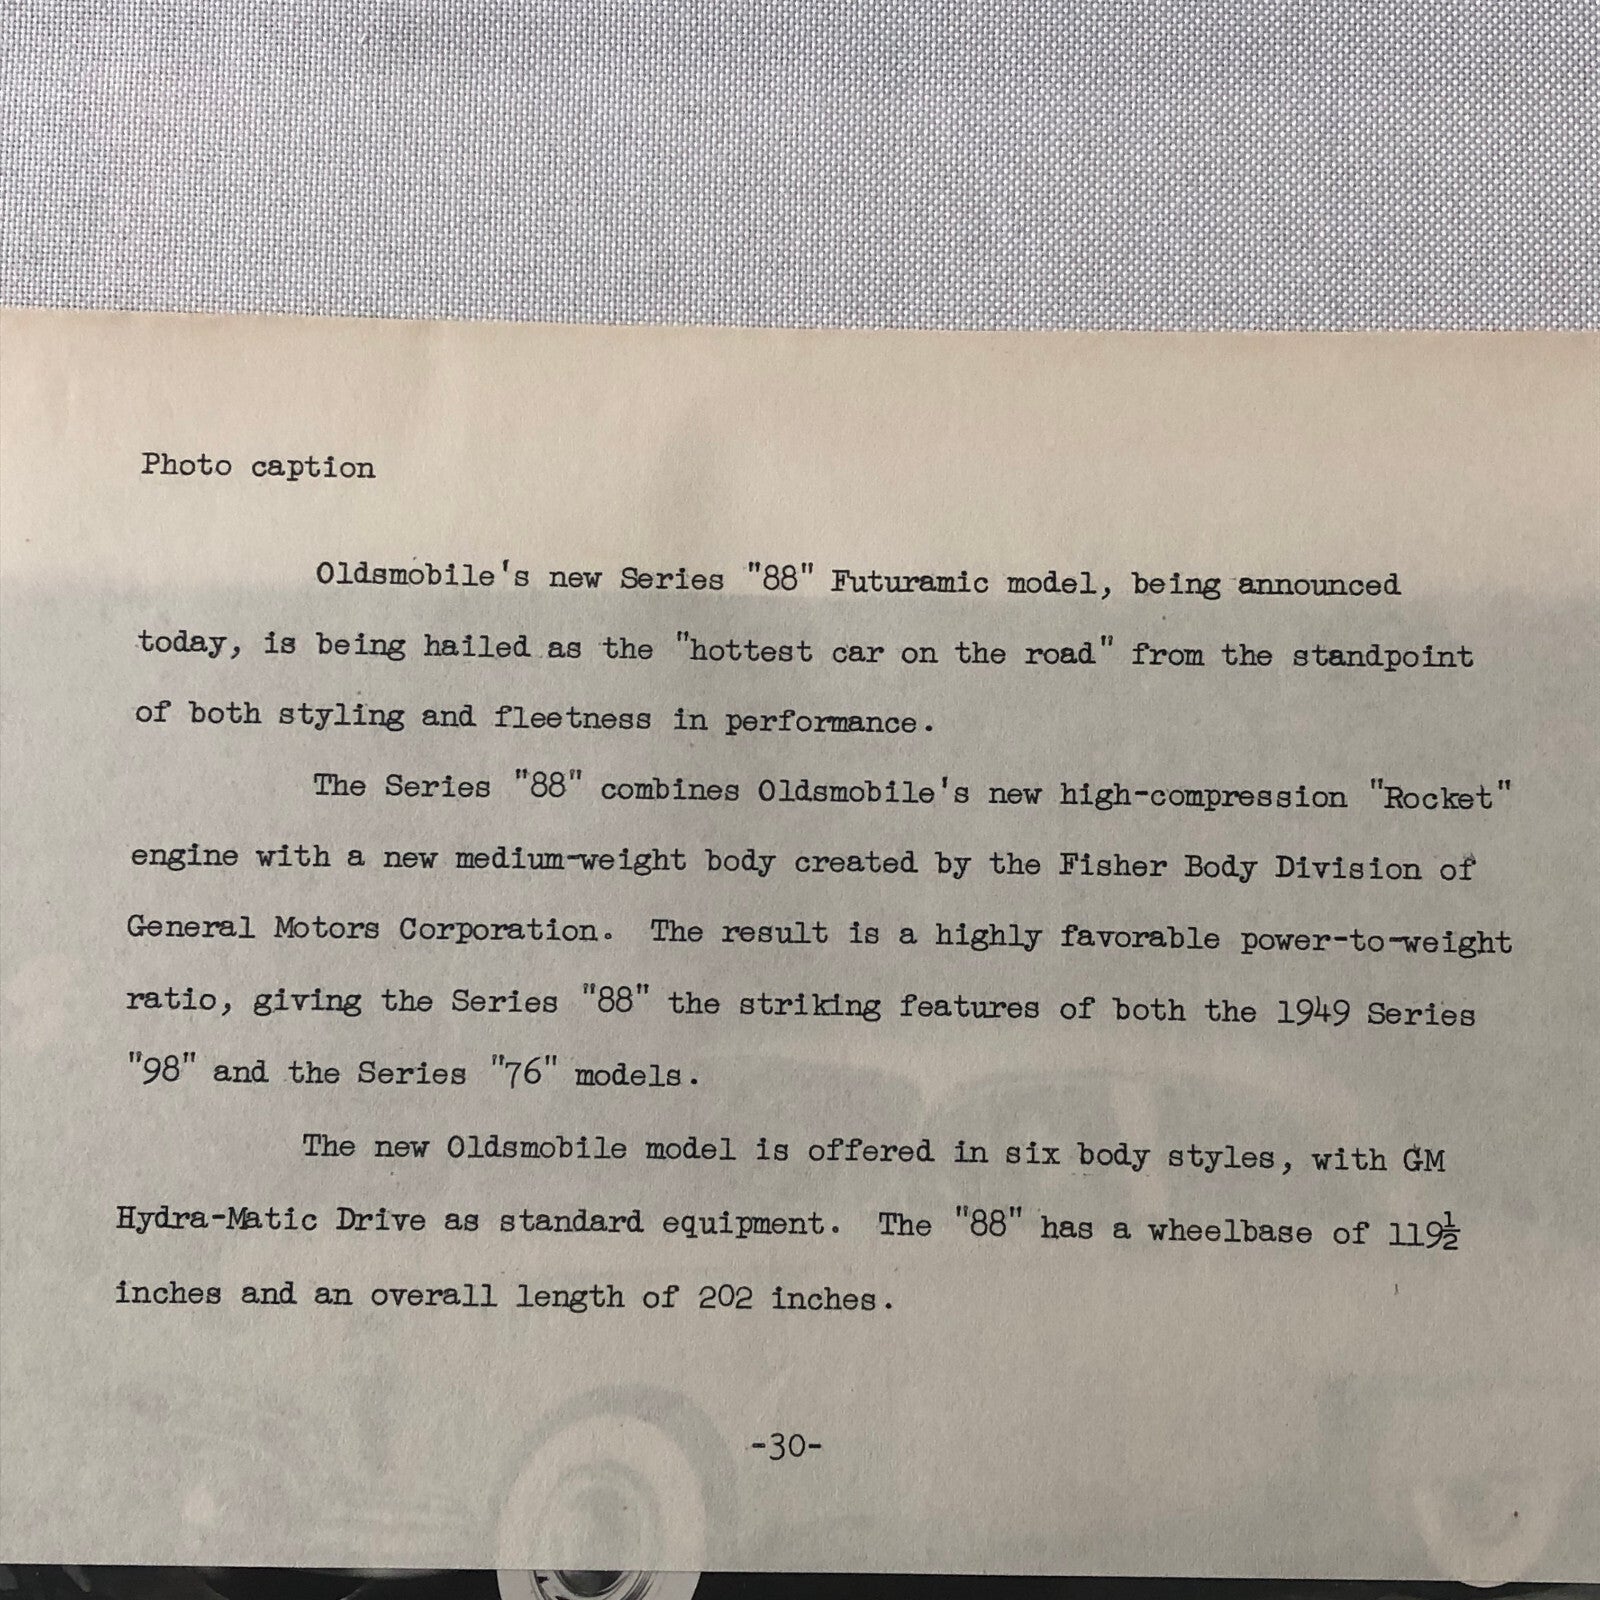 Photo caption
Oldsmobile's new Series "88" Futuramic model, being announced
today, is being hailed as the "hottest car on the road" from the standpoint
of both styling and fleetness in performance.
The Series "88" combines Oldsmobile's new high-compression "Rocket"
engine with a new medium-weight body created by the Fisher Body Division of
General Motors Corporation. The result is a highly favorable power-to-weight
ratio, giving the Series "88" the striking features of both the 1949 Series
"98" and the Series "76" models.
The new Oldsmobile model is offered in six body styles, with GM
Hydra-Matic Drive as standard equipment. The "88" has a wheelbase of 119½
inches and an overall length of 202 inches.
-30-